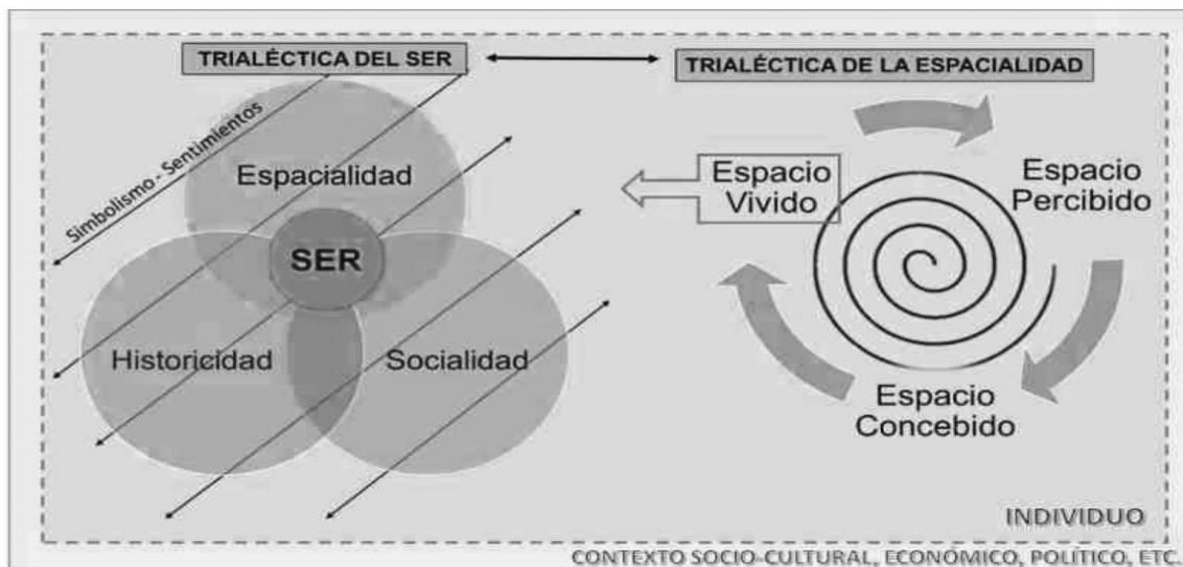 TRIALÉCTICA DEL SER
TRIALÉCTICA DE LA ESPACIALIDAD
Simbolismo - Sentimientos
Espacialidad
SER
Historicidad
Socialidad
Espacio
Vivido
Espacio
Percibido
Espacio
Concebido
INDIVIDUO
CONTEXTO SOCIO-CULTURAL, ECONÓMICO, POLÍTICO, ETC.